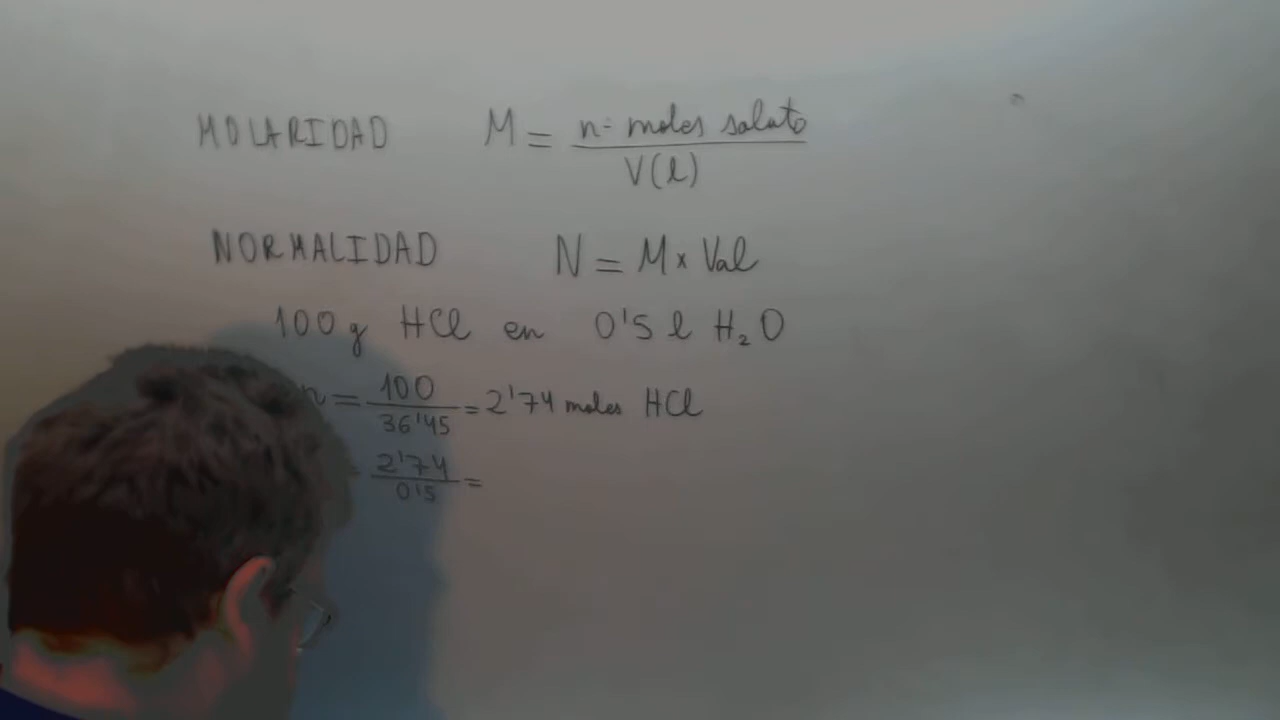 MOLARIDAD M = nº moles soluto / V(l)
NORMALIDAD N = M x Val
100 g HCl en 0'5 l H₂O
n = 100 / 36'45 = 2'74 moles HCl
2'74 / 0'5 =